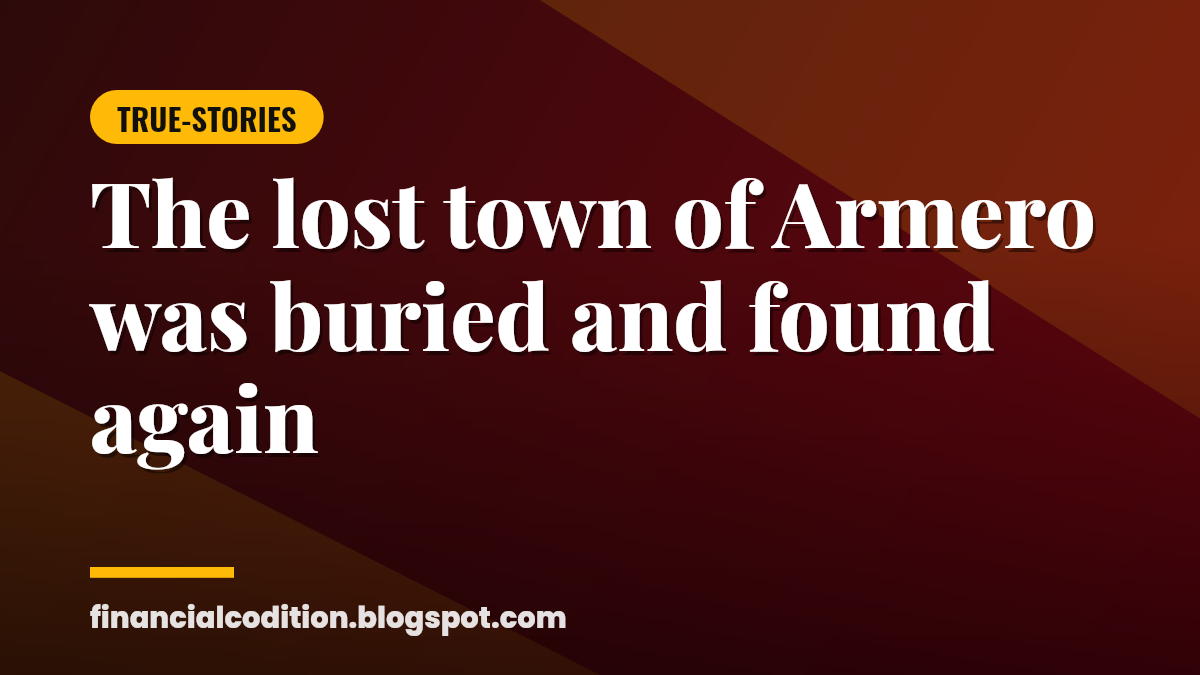 TRUE-STORIES
The lost town of Armero
was buried and found
again
financialcodition.blogspot.com